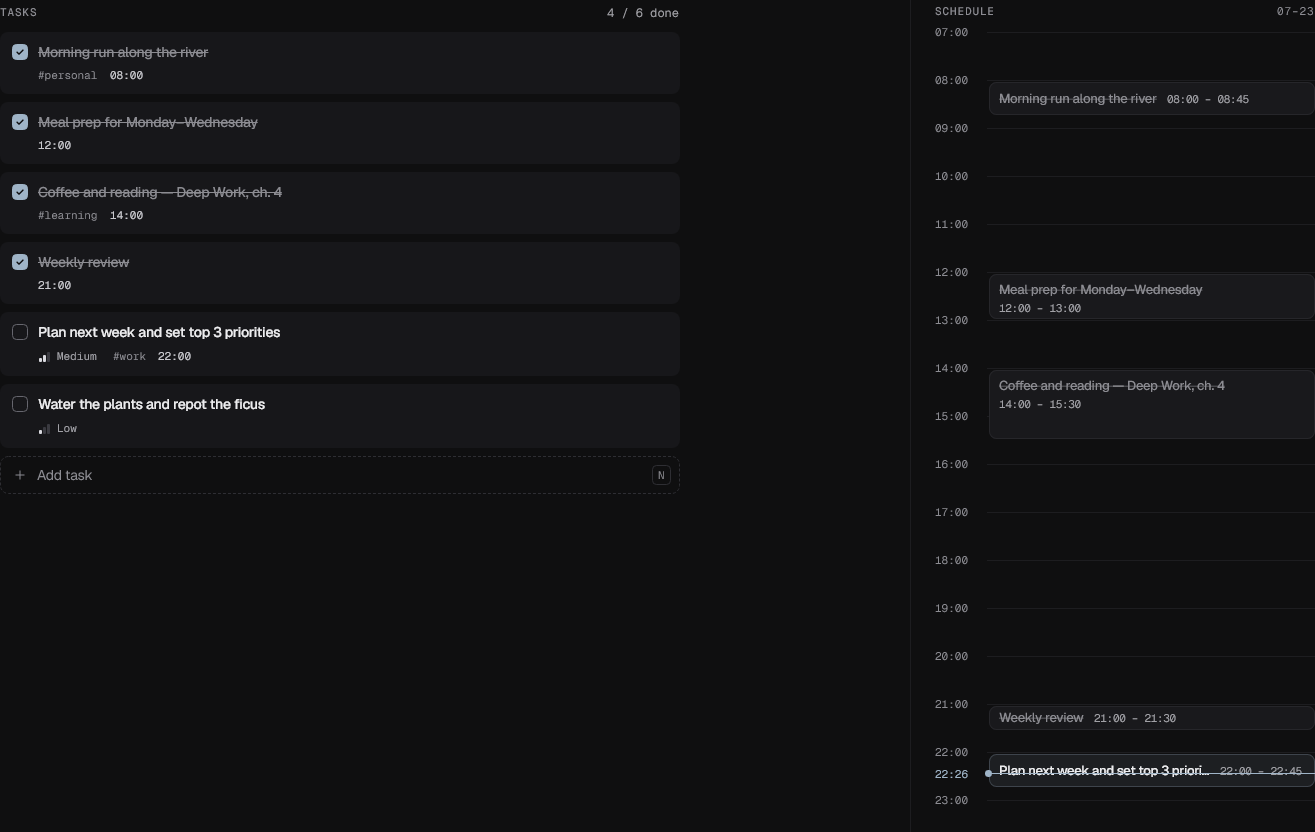 TASKS 4 / 6 done
Morning run along the river
#personal 08:00
Meal prep for Monday–Wednesday
12:00
Coffee and reading — Deep Work, ch. 4
#learning 14:00
Weekly review
21:00
Plan next week and set top 3 priorities
Medium #work 22:00
Water the plants and repot the ficus
Low
+ Add task N
SCHEDULE 07–23
07:00
08:00
Morning run along the river 08:00 – 08:45
09:00
10:00
11:00
12:00
Meal prep for Monday–Wednesday
12:00 – 13:00
13:00
14:00
Coffee and reading — Deep Work, ch. 4
14:00 – 15:30
15:00
16:00
17:00
18:00
19:00
20:00
21:00
Weekly review 21:00 – 21:30
22:00
Plan next week and set top 3 priori... 22:00 – 22:45
22:26
23:00